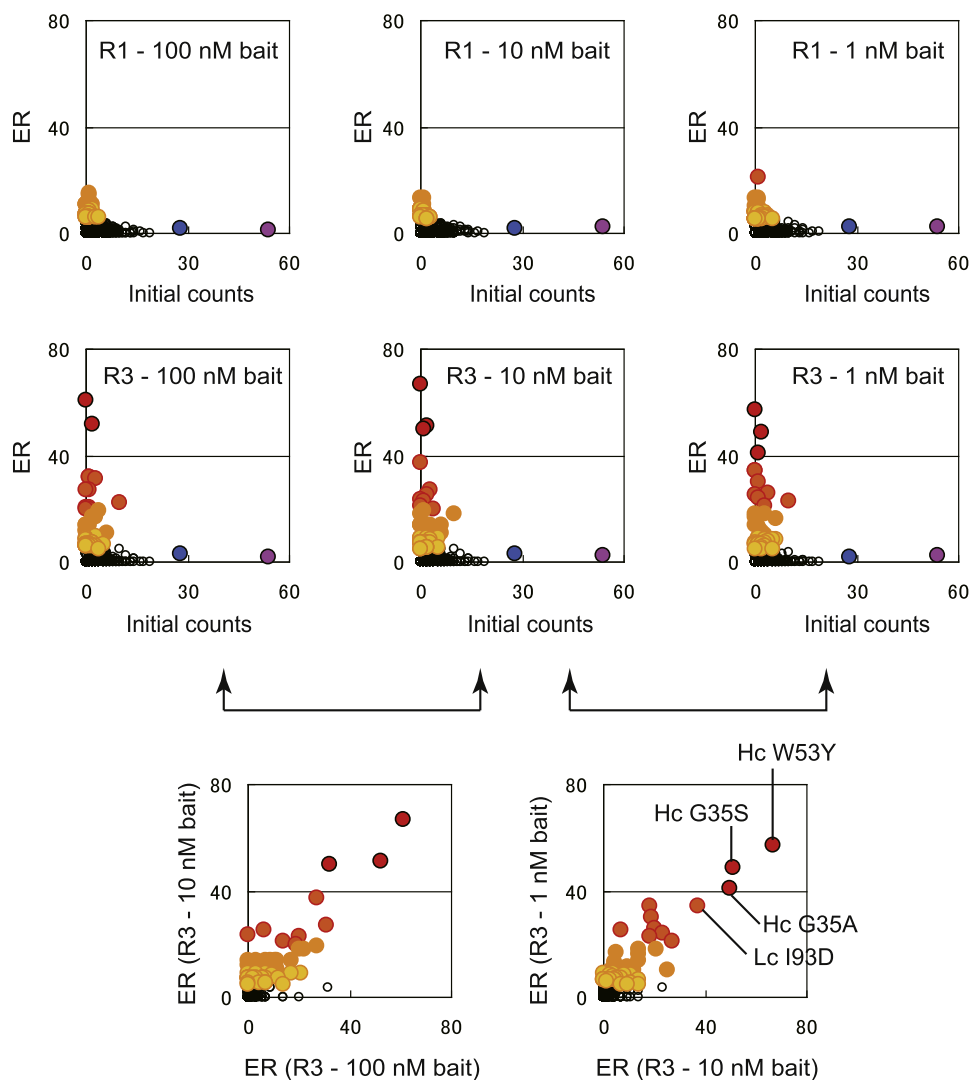 80
R1 - 100 nM bait
ER
40
0
0 30 60
Initial counts
80
R1 - 10 nM bait
ER
40
0
0 30 60
Initial counts
80
R1 - 1 nM bait
ER
40
0
0 30 60
Initial counts
80
R3 - 100 nM bait
ER
40
0
0 30 60
Initial counts
80
R3 - 10 nM bait
ER
40
0
0 30 60
Initial counts
80
R3 - 1 nM bait
ER
40
0
0 30 60
Initial counts
80
ER (R3 - 10 nM bait)
40
0
0 40 80
ER (R3 - 100 nM bait)
80
ER (R3 - 1 nM bait)
40
0
Hc W53Y
Hc G35S
Hc G35A
Lc I93D
0 40 80
ER (R3 - 10 nM bait)